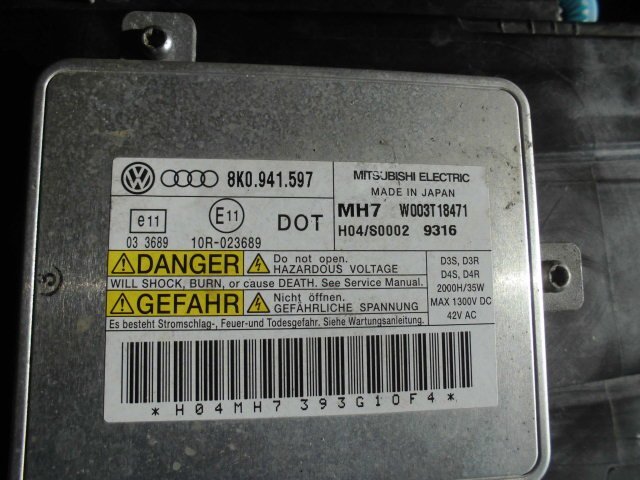 8K0.941.597
e11
03 3689
E11
10R-023689
DOT
MITSUBISHI ELECTRIC
MADE IN JAPAN
MH7 W003T18471
H04/S0002 9316
DANGER
Do not open.
HAZARDOUS VOLTAGE
WILL SHOCK, BURN, or cause DEATH. See Service Manual.
GEFAHR
Nicht öffnen.
GEFÄHRLICHE SPANNUNG
Es besteht Stromschlag-, Feuer-und Todesgefahr. Siehe Wartungsanleitung.
D3S, D3R
D4S, D4R
2000H/35W
MAX 1300V DC
42V AC
*H04MH7 393G10F4*